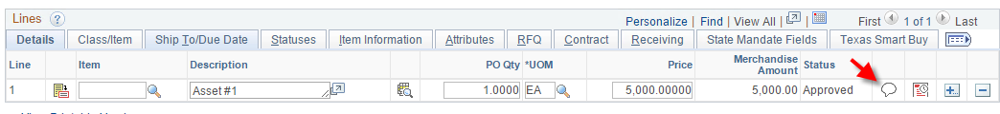 Lines ? Personalize | Find | View All | First 1 of 1 Last
Details Class/Item Ship To/Due Date Statuses Item Information Attributes RFQ Contract Receiving State Mandate Fields Texas Smart Buy
Line Item Description PO Qty *UOM Price Merchandise Amount Status
1 Asset #1 1.0000 EA 5,000.00000 5,000.00 Approved